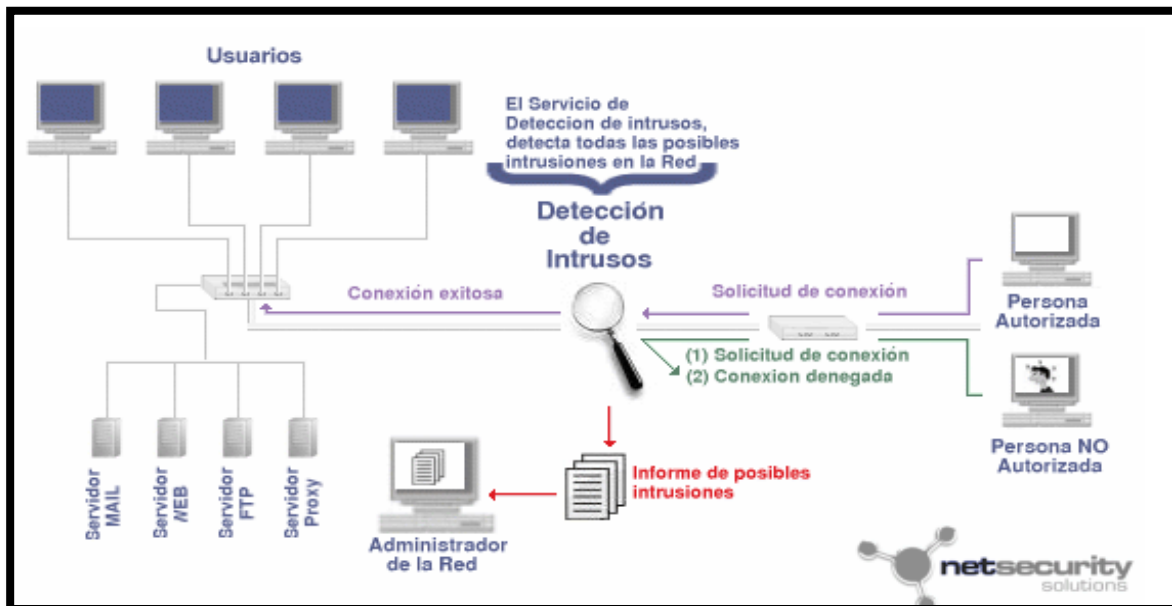 Usuarios
El Servicio de
Deteccion de intrusos,
detecta todas las posibles
intrusiones en la Red
Detección
de
Intrusos
Conexión exitosa
Solicitud de conexión
Persona
Autorizada
(1) Solicitud de conexión
(2) Conexion denegada
Persona NO
Autorizada
Servidor
MAIL
Servidor
WEB
Servidor
FTP
Servidor
Proxy
Informe de posibles
intrusiones
Administrador
de la Red
netsecurity
solutions